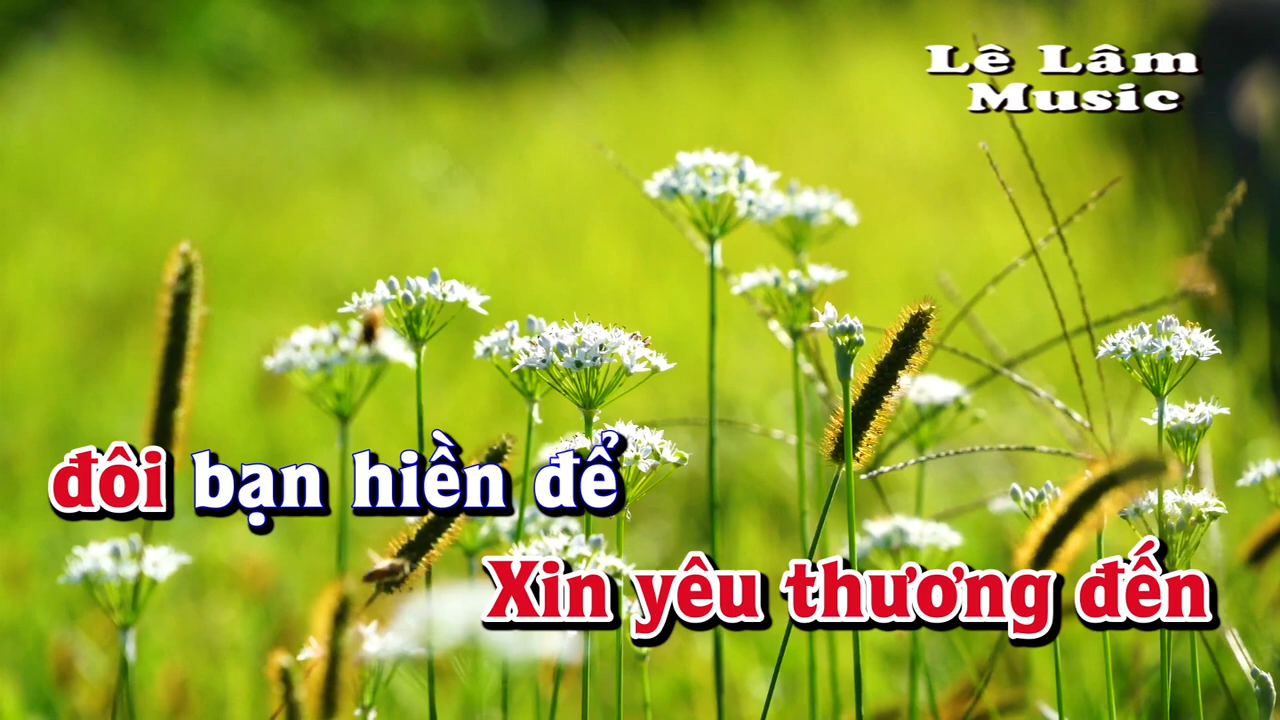 Lê Lâm
Music
đôi bạn hiền để
Xin yêu thương đến